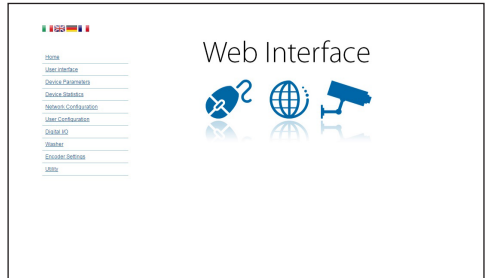 Web Interface
Home
User Interface
Device Parameters
Device Statistics
Network Configuration
User Configuration
Digital I/O
Washer
Encoder Settings
Utility